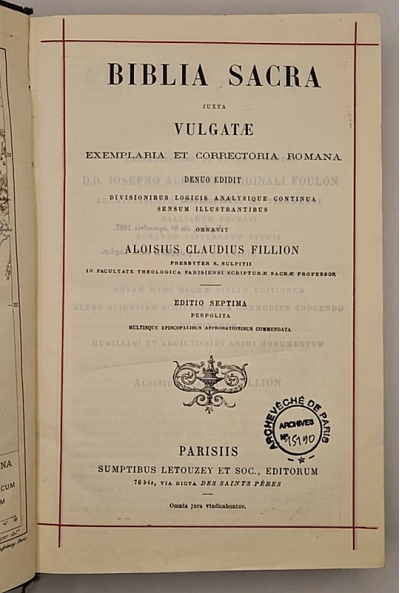 BIBLIA SACRA
JUXTA
VULGATÆ
EXEMPLARIA ET CORRECTORIA ROMANA
DENUO EDIDIT
DIVISIONIBUS LOGICIS ANALYSIQUE CONTINUA
SENSUM ILLUSTRANTIBUS
ORNAVIT
ALOISIUS CLAUDIUS FILLION
PRESBYTER S. SULPITII
IN FACULTATE THEOLOGICA PARISIENSI SCRIPTURÆ SACRÆ PROFESSOR
EDITIO SEPTIMA
PERPOLITA
MULTISQUE EPISCOPALIBUS APPROBATIONIBUS COMMENDATA
ARCHEVÊCHÉ DE PARIS
ARCHIVES
No 15190
PARISIIS
SUMPTIBUS LETOUZEY ET SOC., EDITORUM
76 bis, VIA DICTA DES SAINTS PÈRES
Omnia jura vindicabuntur.